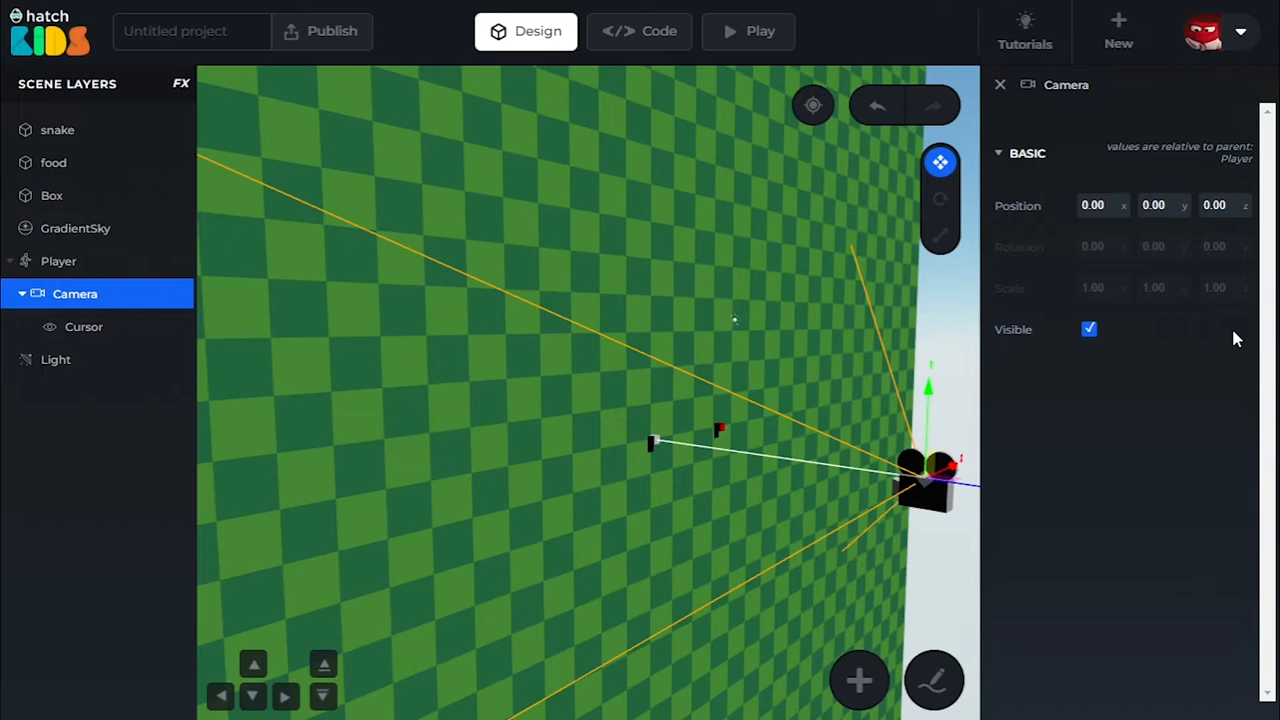 hatch
KIDS
Untitled project
Publish
Design
</> Code
Play
Tutorials
New
SCENE LAYERS
FX
snake
food
Box
GradientSky
Player
Camera
Cursor
Light
Camera
BASIC
values are relative to parent:
Player
Position 0.00 x 0.00 y 0.00 z
Rotation 0.00 x 0.00 y 0.00 z
Scale 1.00 x 1.00 y 1.00 z
Visible